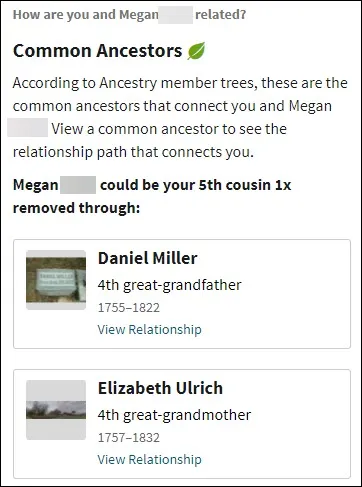 How are you and Megan related?
Common Ancestors
According to Ancestry member trees, these are the
common ancestors that connect you and Megan
View a common ancestor to see the
relationship path that connects you.
Megan could be your 5th cousin 1x
removed through:
Daniel Miller
4th great-grandfather
1755–1822
View Relationship
Elizabeth Ulrich
4th great-grandmother
1757–1832
View Relationship